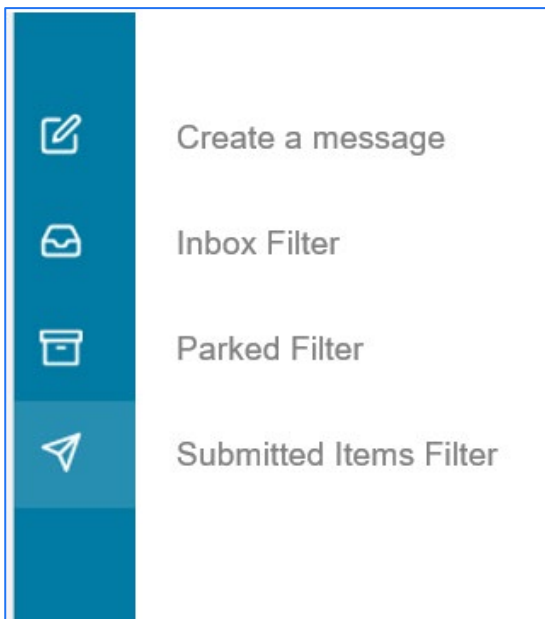 Create a message
Inbox Filter
Parked Filter
Submitted Items Filter